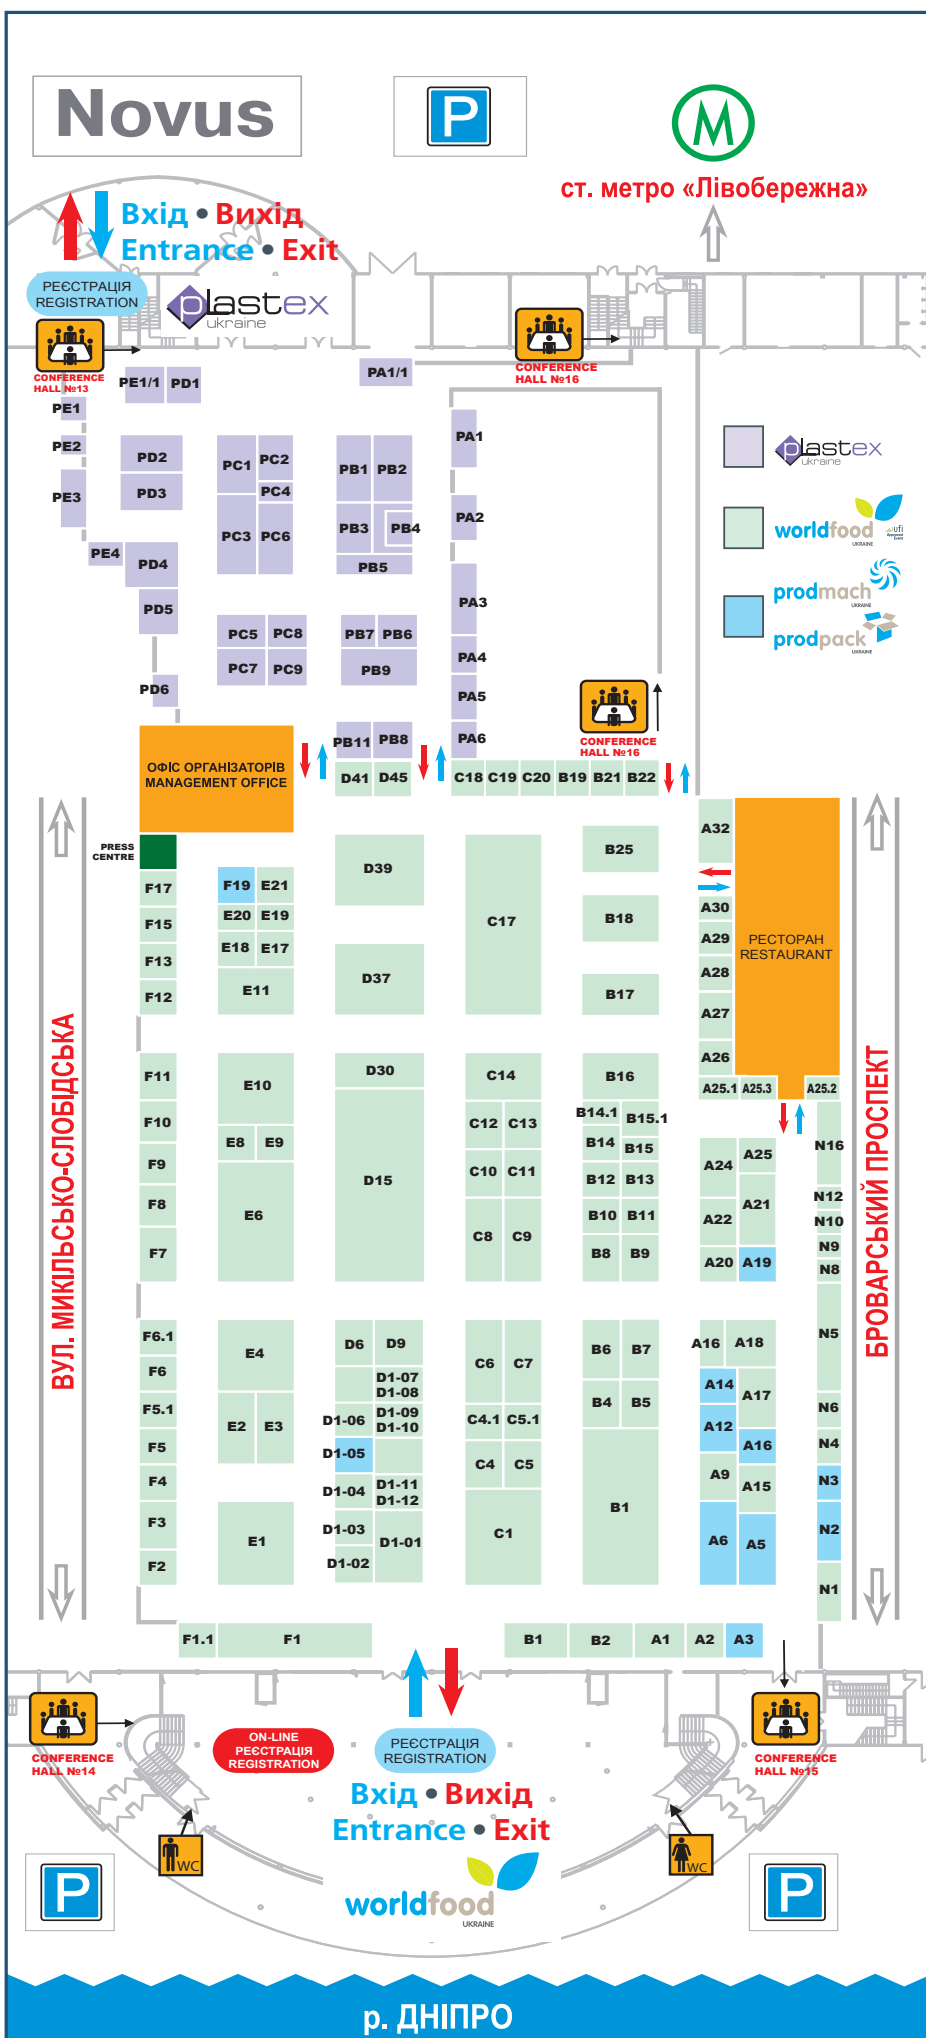 Novus
P
M
ст. метро «Лівобережна»
Вхід • Вихід
Entrance • Exit
РЕЄСТРАЦІЯ
REGISTRATION
plastex
ukraine
CONFERENCE
HALL №13
CONFERENCE
HALL №16
PA1/1
PE1/1
PD1
PE1
PA1
plastex
ukraine
PE2
PD2
PC1
PC2
PB1
PB2
PE3
PD3
PC4
PA2
worldfood
UKRAINE
ufi
Approved
Event
PC3
PC6
PB3
PB4
PE4
PD4
PB5
prodmach
UKRAINE
PD5
PA3
prodpack
UKRAINE
PC5
PC8
PB7
PB6
PC7
PC9
PB9
PA4
PD6
PA5
PB11
PB8
PA6
CONFERENCE
HALL №16
ОФІС ОРГАНІЗАТОРІВ
MANAGEMENT OFFICE
D41
D45
C18
C19
C20
B19
B21
B22
PRESS
CENTRE
A32
D39
B25
F17
F19
E21
C17
A30
F15
E20
E19
B18
A29
РЕСТОРАН
RESTAURANT
F13
E18
E17
A28
F12
E11
D37
B17
A27
A26
F11
E10
D30
C14
B16
A25.1
A25.3
A25.2
F10
C12
C13
B14.1
B15.1
N16
F9
E8
E9
B14
B15
A25
D15
C10
C11
B12
B13
A24
F8
E6
N12
A21
N10
F7
C8
C9
B10
B11
A22
N9
B8
B9
A20
A19
N8
ВУЛ. МИКІЛЬСЬКО-СЛОБІДСЬКА
БРОВАРСЬКИЙ ПРОСПЕКТ
F6.1
E4
D6
D9
C6
C7
B6
B7
A16
A18
N5
F6
D1-07
D1-08
A14
A17
F5.1
E2
E3
D1-06
D1-09
D1-10
C4.1
C5.1
B4
B5
A12
N6
F5
D1-05
A16
N4
F4
D1-04
D1-11
D1-12
C4
C5
A9
A15
N3
F3
E1
D1-03
D1-01
C1
B1
A6
A5
N2
F2
D1-02
N1
F1.1
F1
B1
B2
A1
A2
A3
CONFERENCE
HALL №14
ON-LINE
РЕЄСТРАЦІЯ
REGISTRATION
РЕЄСТРАЦІЯ
REGISTRATION
CONFERENCE
HALL №15
Вхід • Вихід
Entrance • Exit
WC
WC
P
worldfood
UKRAINE
P
р. ДНІПРО